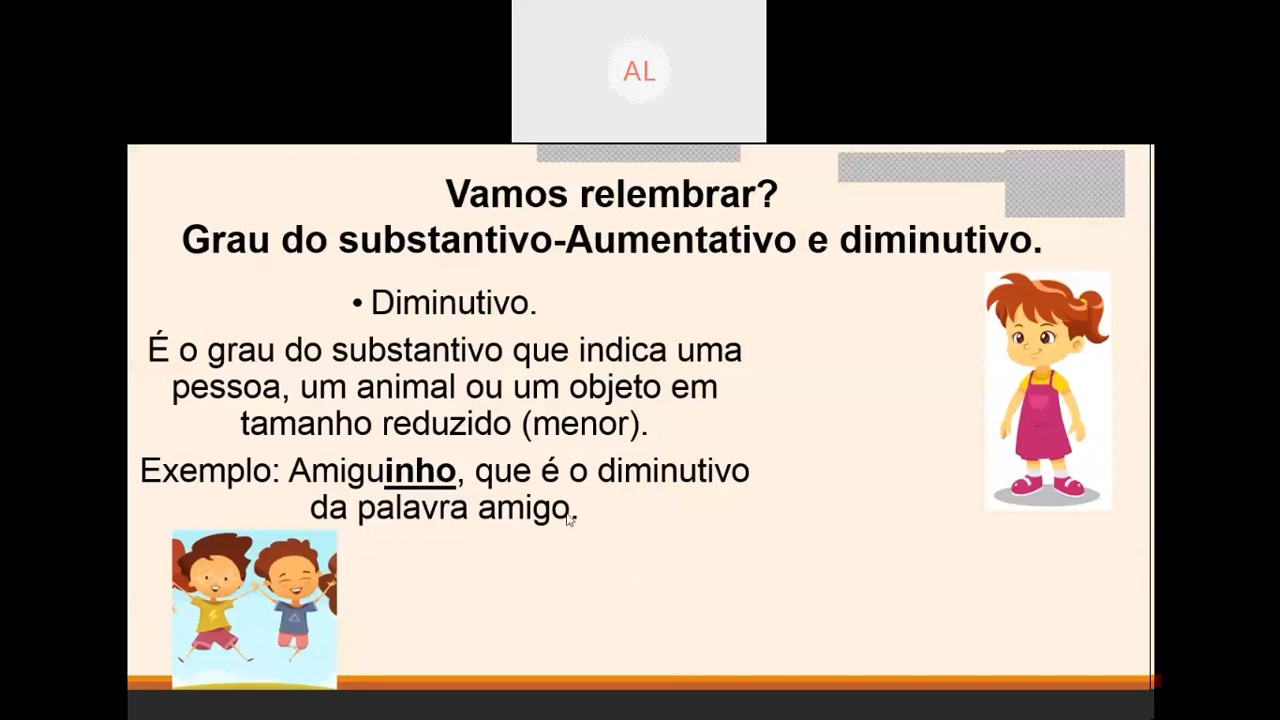 AL
Vamos relembrar?
Grau do substantivo-Aumentativo e diminutivo.
• Diminutivo.
É o grau do substantivo que indica uma
pessoa, um animal ou um objeto em
tamanho reduzido (menor).
Exemplo: Amiguinho, que é o diminutivo
da palavra amigo.